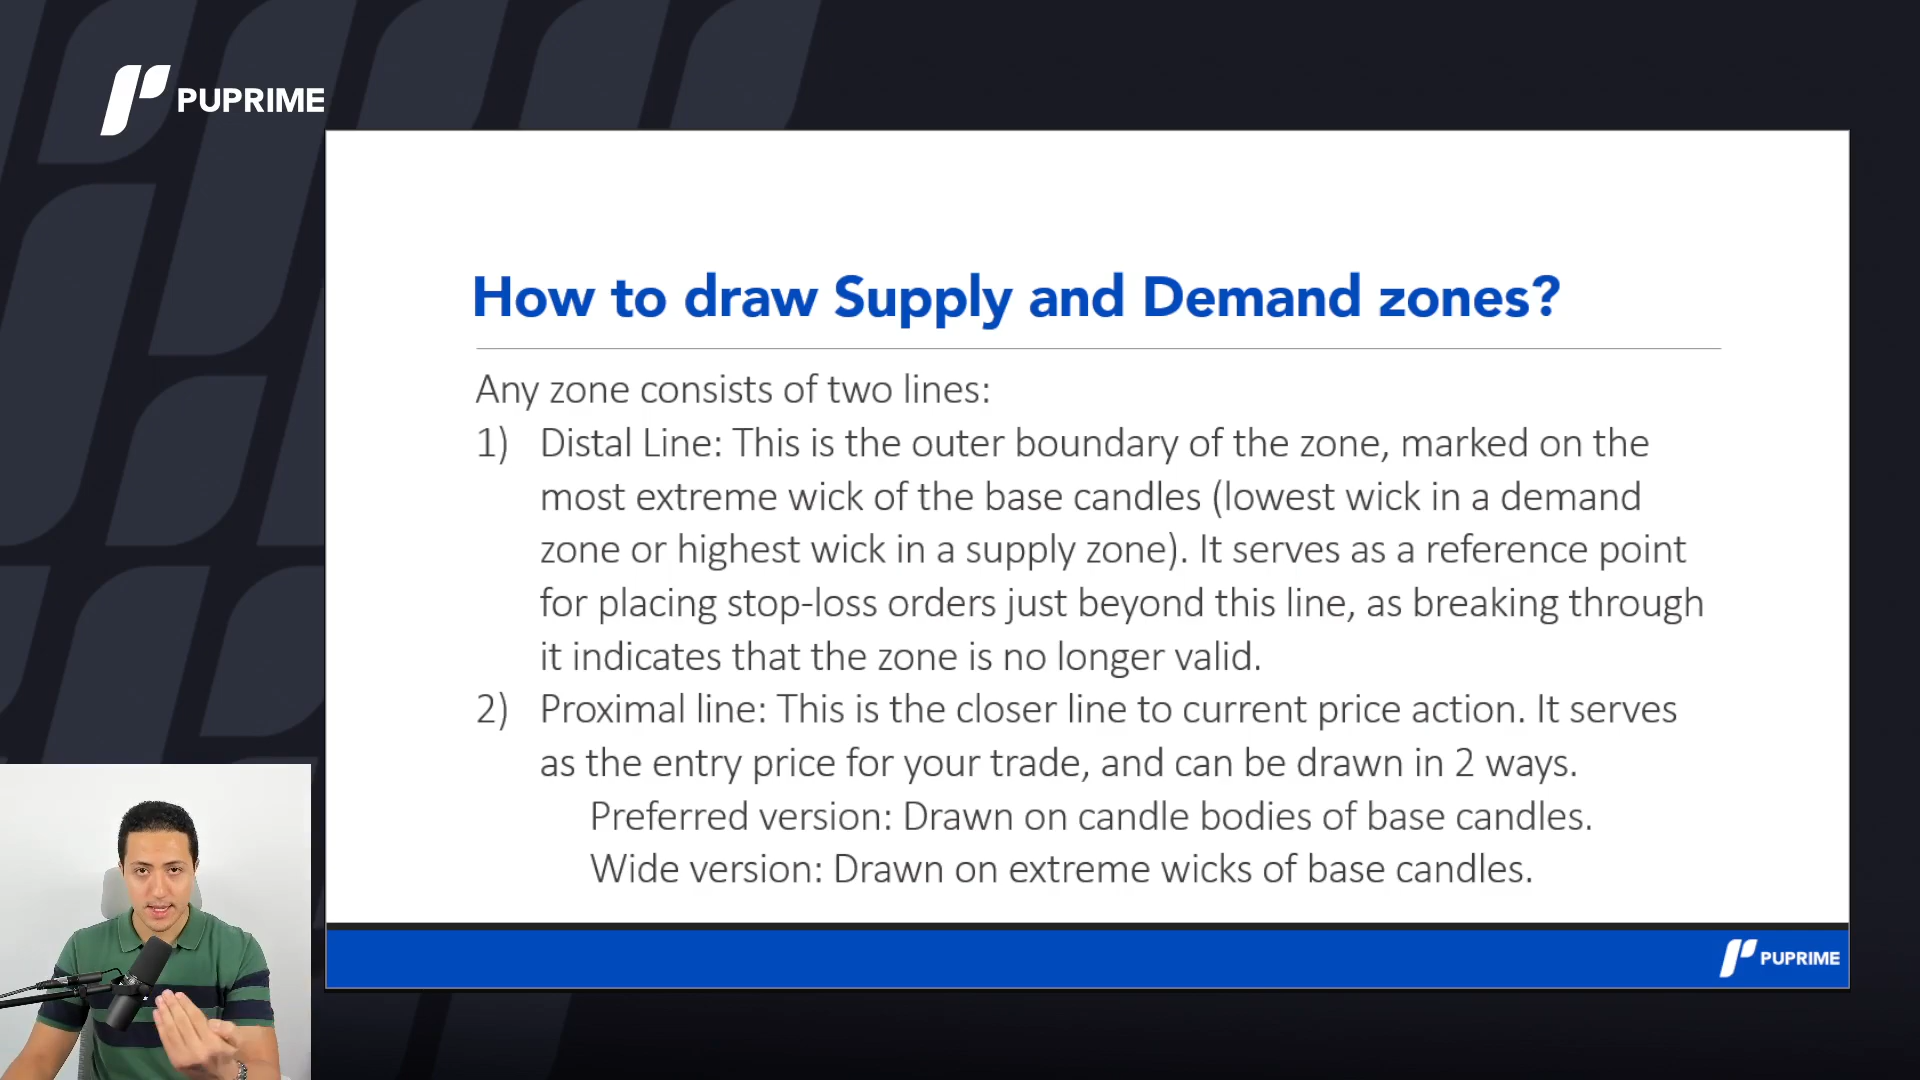 PUPRIME
How to draw Supply and Demand zones?
Any zone consists of two lines:
1) Distal Line: This is the outer boundary of the zone, marked on the
most extreme wick of the base candles (lowest wick in a demand
zone or highest wick in a supply zone). It serves as a reference point
for placing stop-loss orders just beyond this line, as breaking through
it indicates that the zone is no longer valid.
2) Proximal line: This is the closer line to current price action. It serves
as the entry price for your trade, and can be drawn in 2 ways.
Preferred version: Drawn on candle bodies of base candles.
Wide version: Drawn on extreme wicks of base candles.
PUPRIME